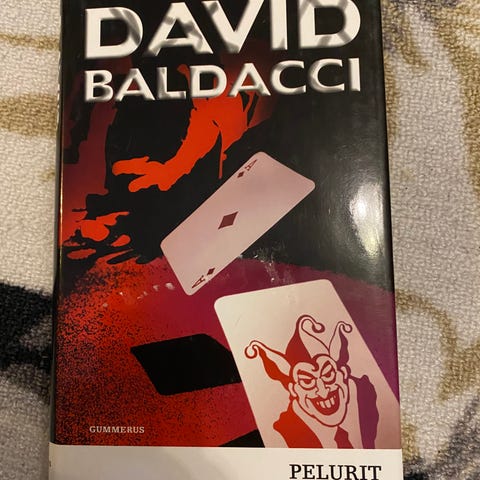 DAVID
BALDACCI
A
A
GUMMERUS
PELURIT